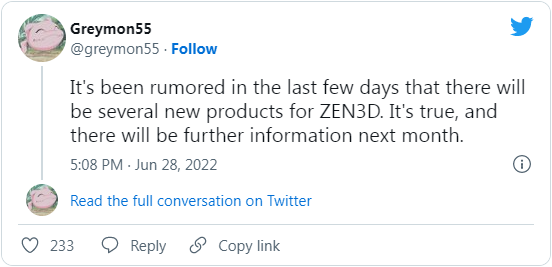 Greymon55
@greymon55 · Follow
It's been rumored in the last few days that there will
be several new products for ZEN3D. It's true, and
there will be further information next month.
5:08 PM · Jun 28, 2022
Read the full conversation on Twitter
233 Reply Copy link